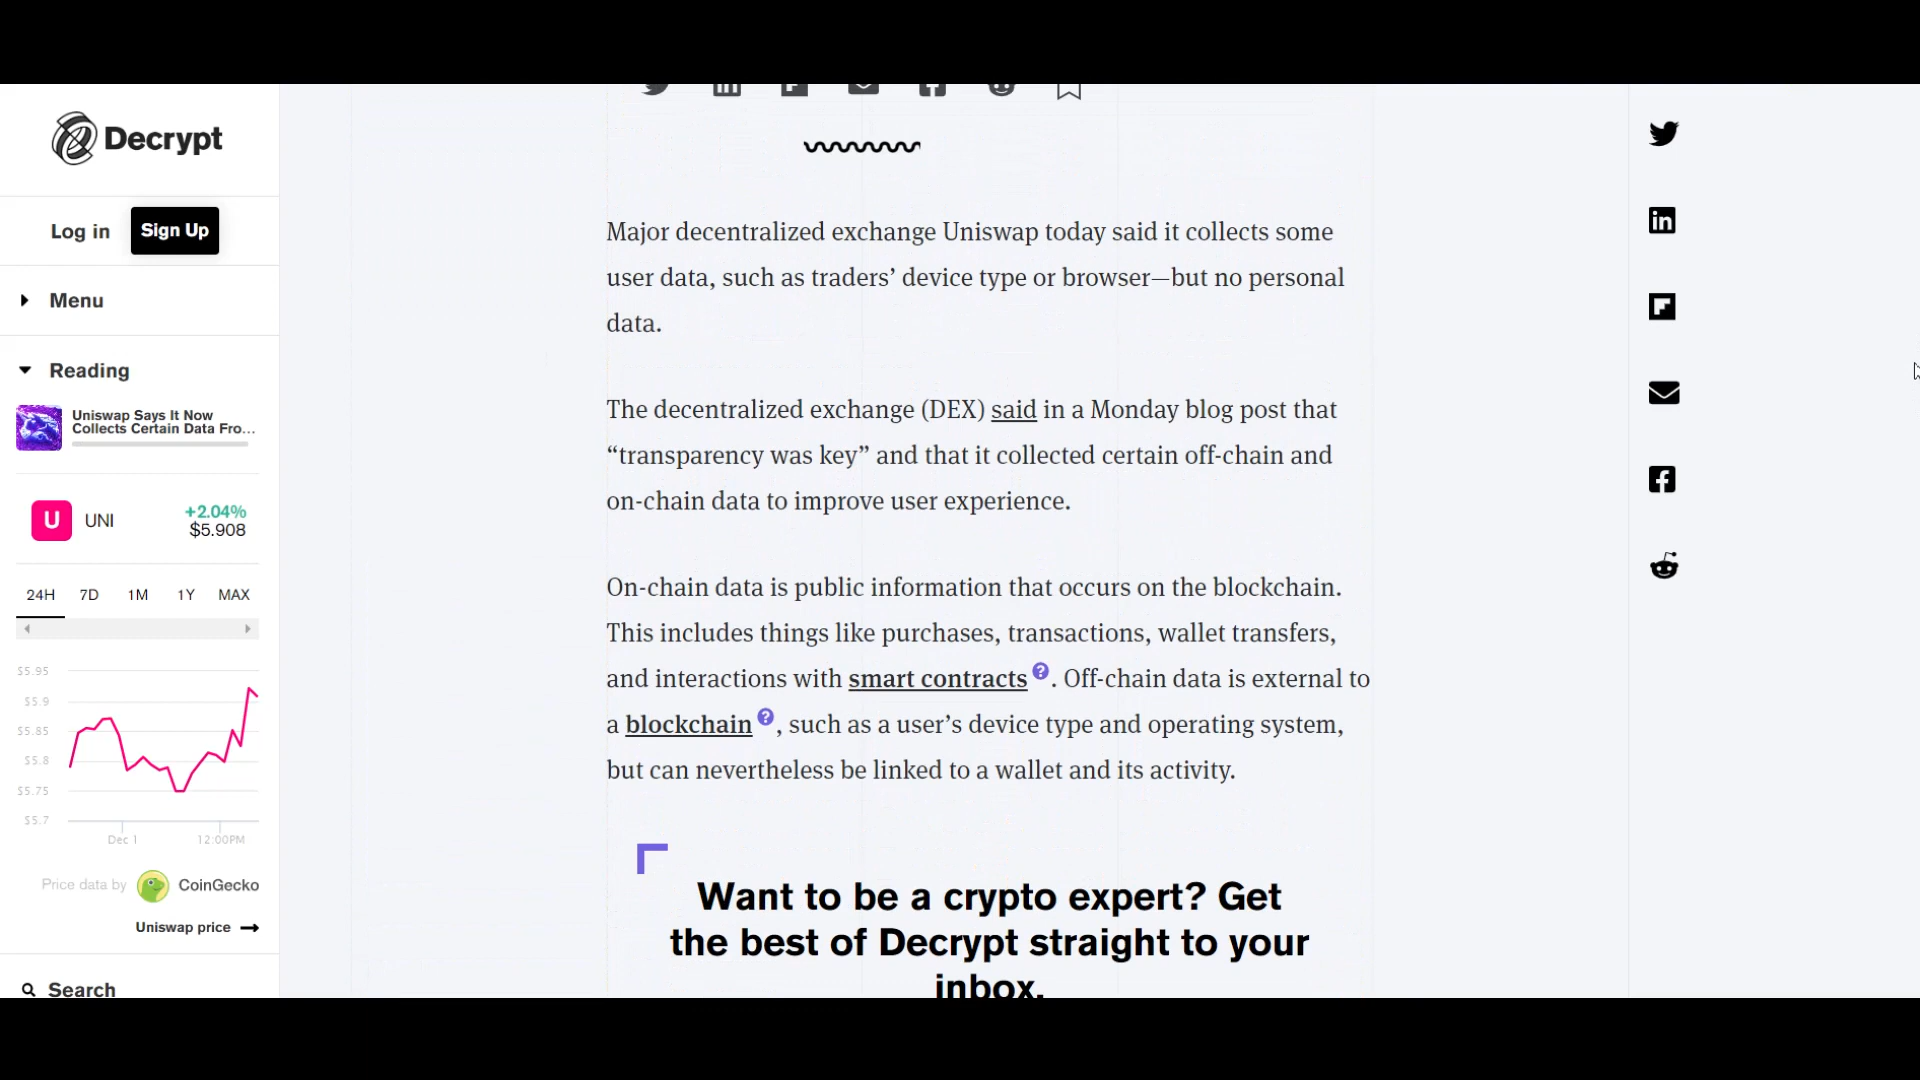 Decrypt
Log in
Sign Up
Menu
Reading
Uniswap Says It Now
Collects Certain Data Fro...
U
UNI
+2.04%
$5.908
24H 7D 1M 1Y MAX
$5.95
$5.9
$5.85
$5.8
$5.75
$5.7
Dec 1 12:00PM
Price data by CoinGecko
Uniswap price
Search
Major decentralized exchange Uniswap today said it collects some
user data, such as traders’ device type or browser—but no personal
data.
The decentralized exchange (DEX) said in a Monday blog post that
“transparency was key” and that it collected certain off-chain and
on-chain data to improve user experience.
On-chain data is public information that occurs on the blockchain.
This includes things like purchases, transactions, wallet transfers,
and interactions with smart contracts ? . Off-chain data is external to
a blockchain ? , such as a user’s device type and operating system,
but can nevertheless be linked to a wallet and its activity.
Want to be a crypto expert? Get
the best of Decrypt straight to your
inbox.